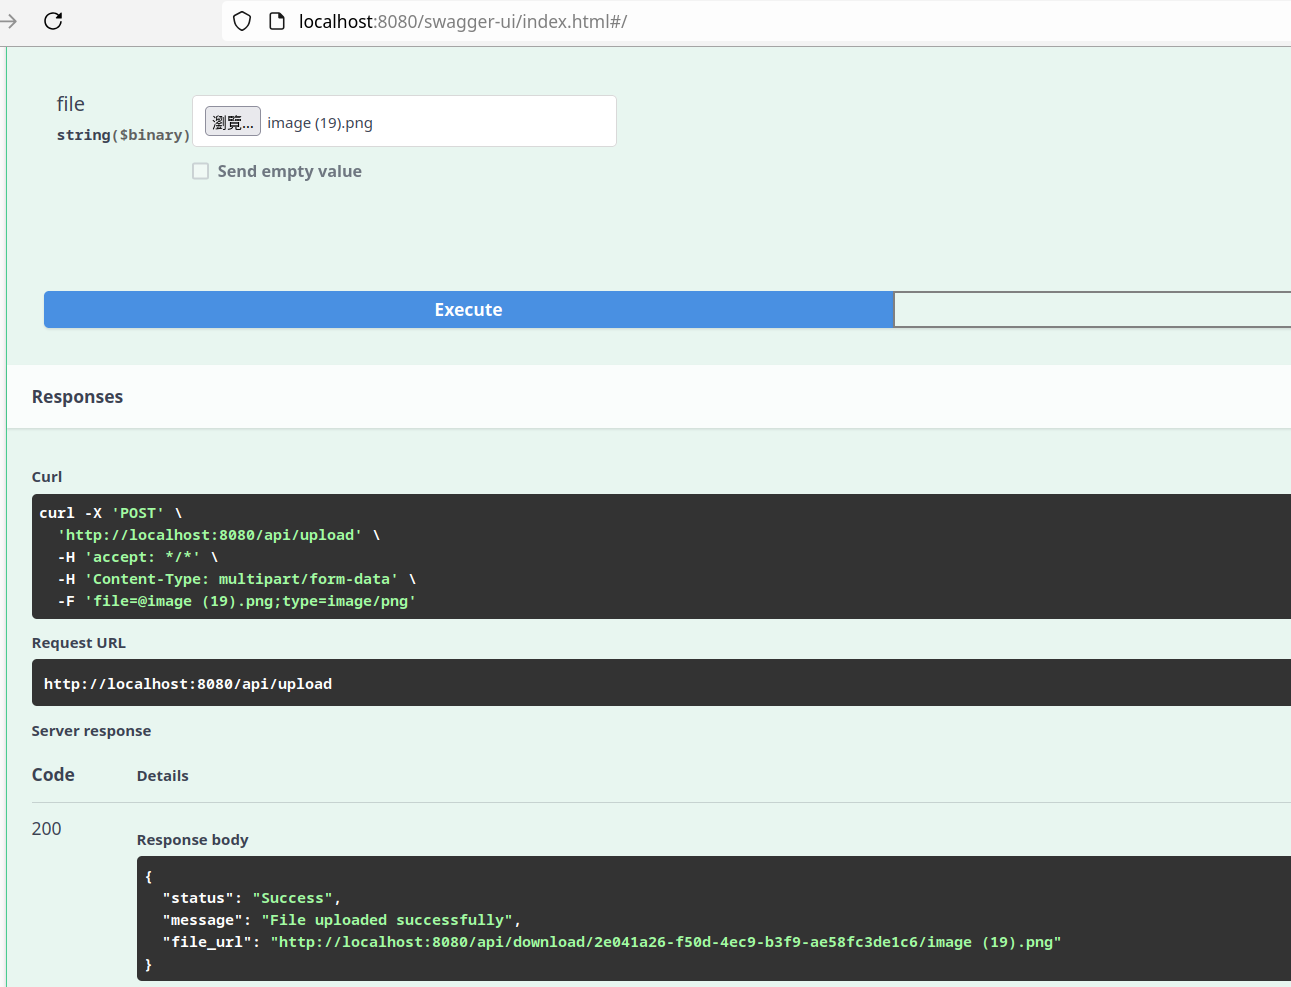 localhost:8080/swagger-ui/index.html#/
file
string($binary)
瀏覽... image (19).png
Send empty value
Execute
Responses
Curl
curl -X 'POST' \
  'http://localhost:8080/api/upload' \
  -H 'accept: */*' \
  -H 'Content-Type: multipart/form-data' \
  -F 'file=@image (19).png;type=image/png'
Request URL
http://localhost:8080/api/upload
Server response
Code Details
200
Response body
{
  "status": "Success",
  "message": "File uploaded successfully",
  "file_url": "http://localhost:8080/api/download/2e041a26-f50d-4ec9-b3f9-ae58fc3de1c6/image (19).png"
}